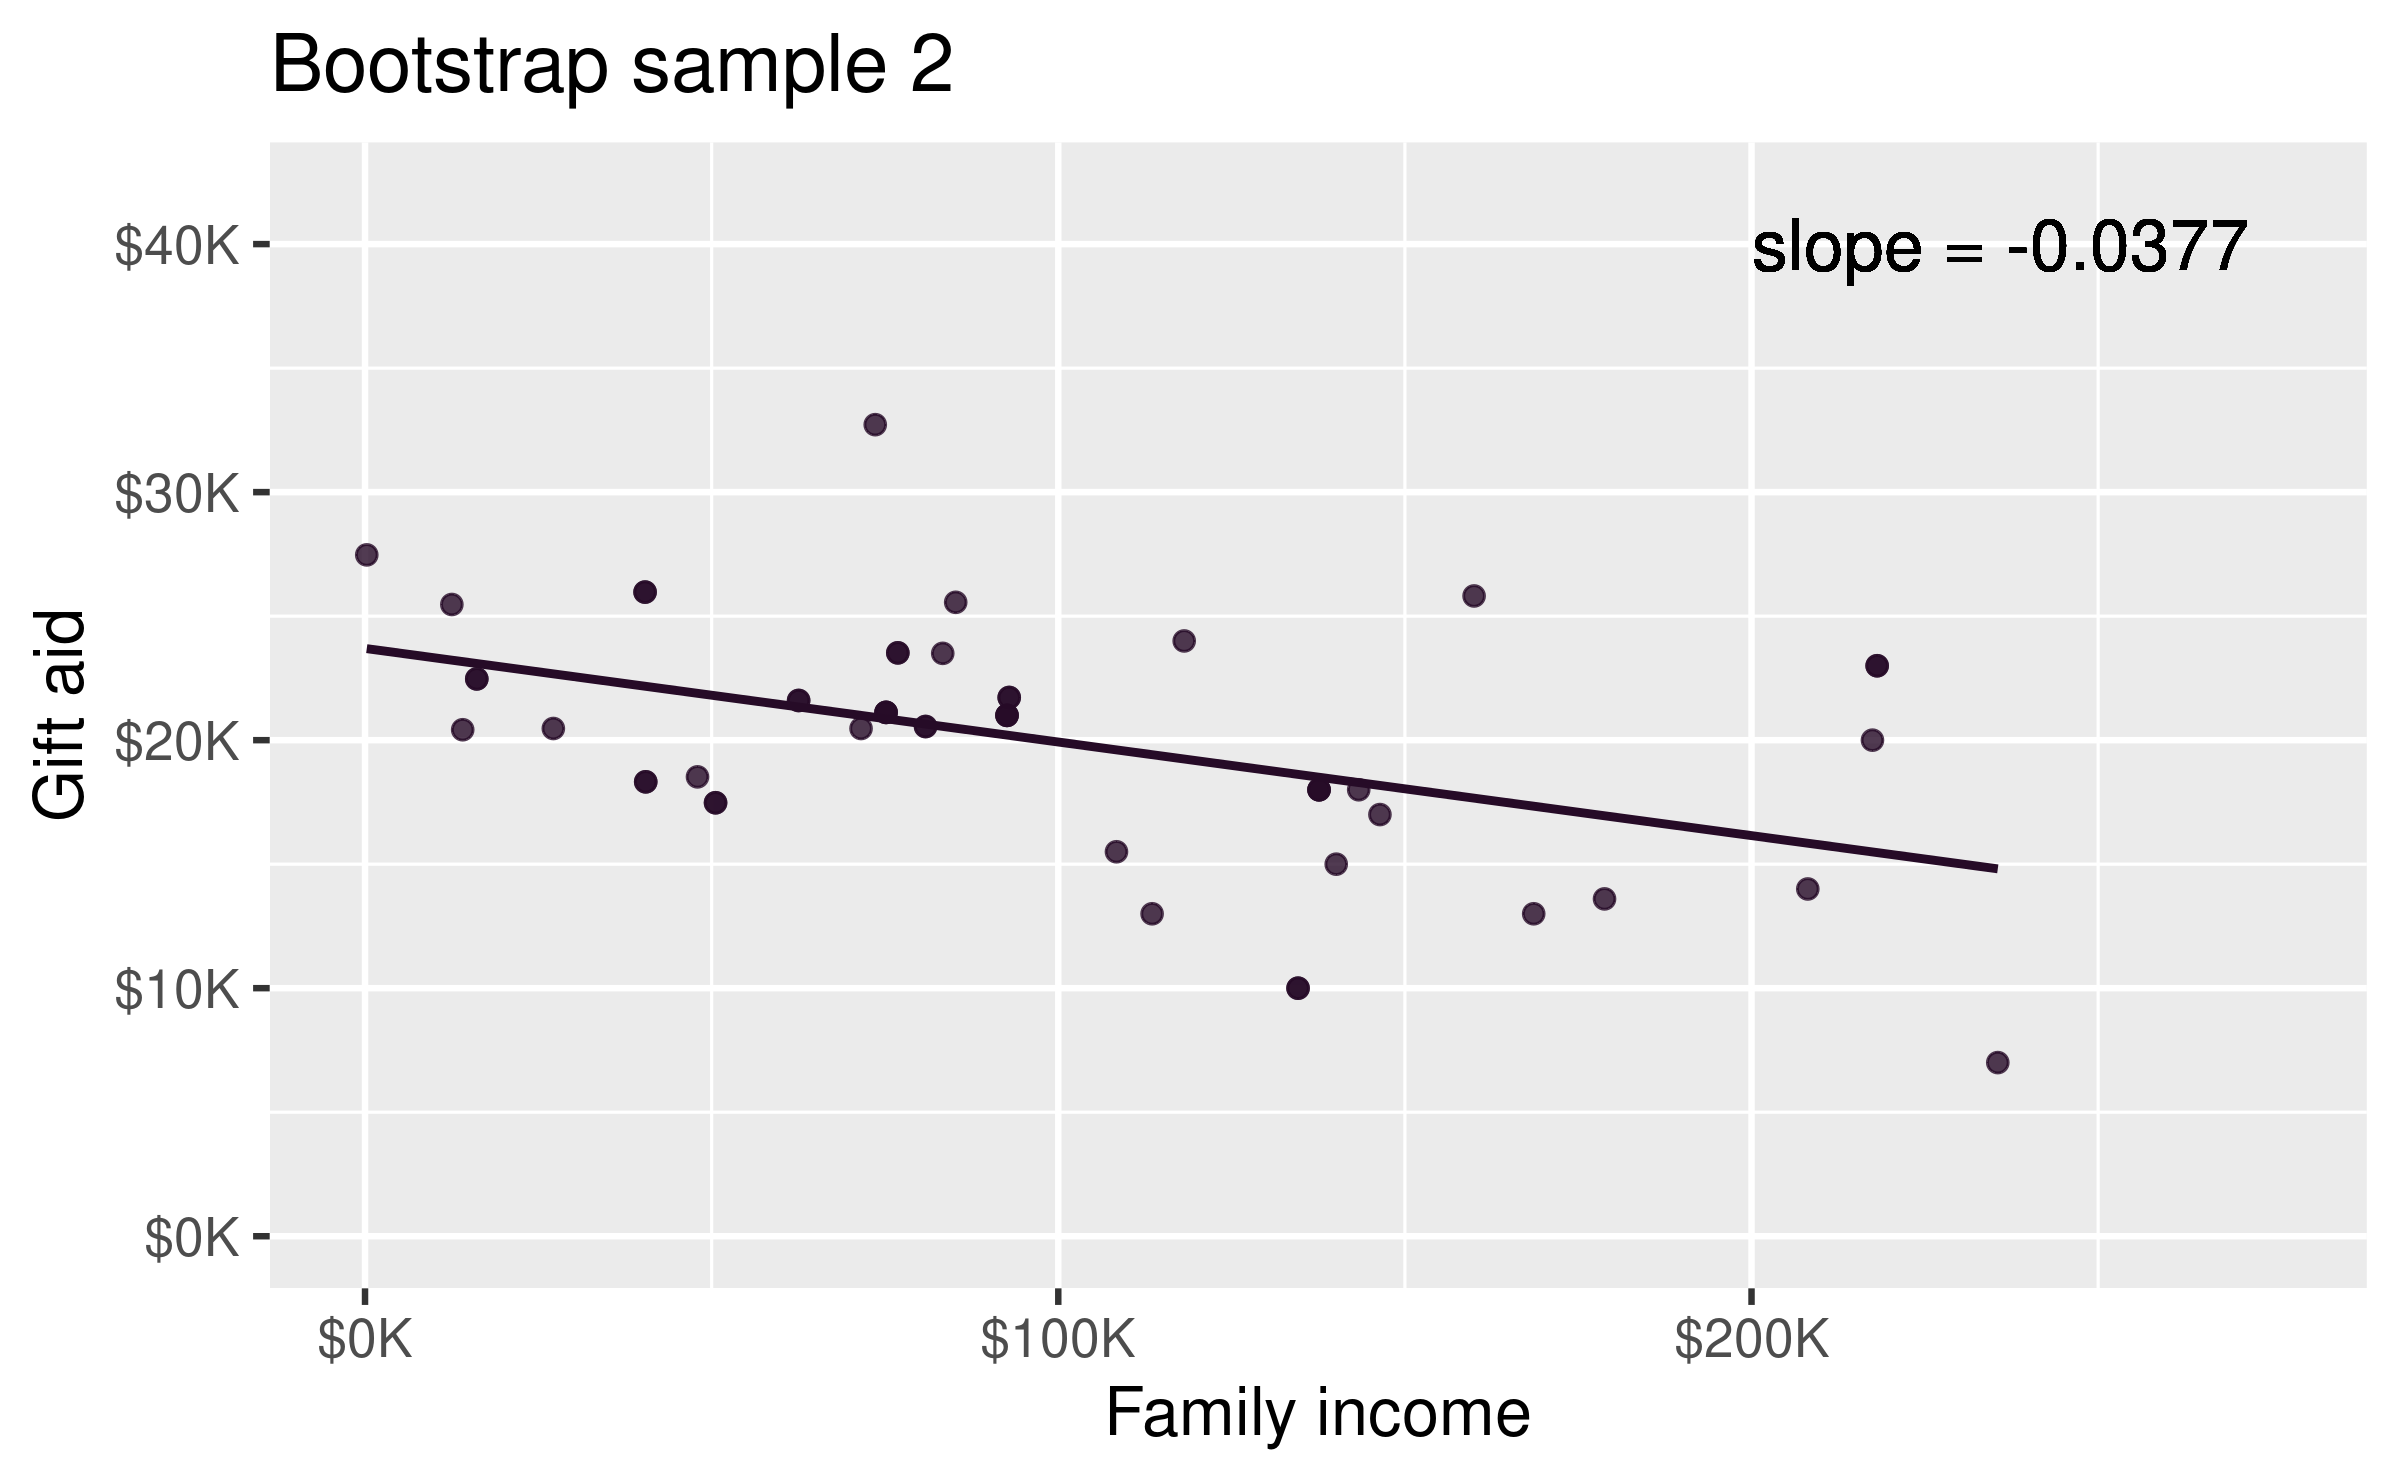 Bootstrap sample 2
slope = -0.0377
Gift aid
$40K
$30K
$20K
$10K
$0K
$0K
$100K
$200K
Family income